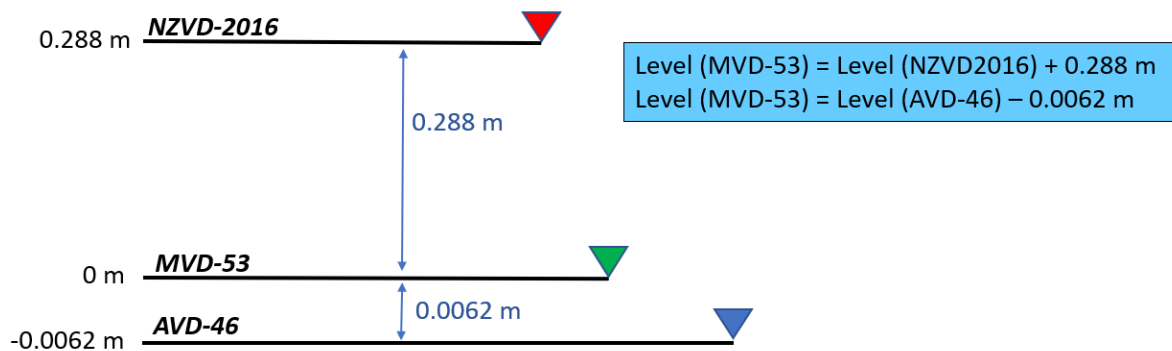 NZVD-2016
0.288 m
Level (MVD-53) = Level (NZVD2016) + 0.288 m
Level (MVD-53) = Level (AVD-46) – 0.0062 m
0.288 m
MVD-53
0 m
0.0062 m
AVD-46
-0.0062 m